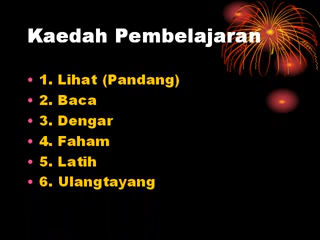 Kaedah Pembelajaran
• 1. Lihat (Pandang)
• 2. Baca
• 3. Dengar
• 4. Faham
• 5. Latih
• 6. Ulangtayang